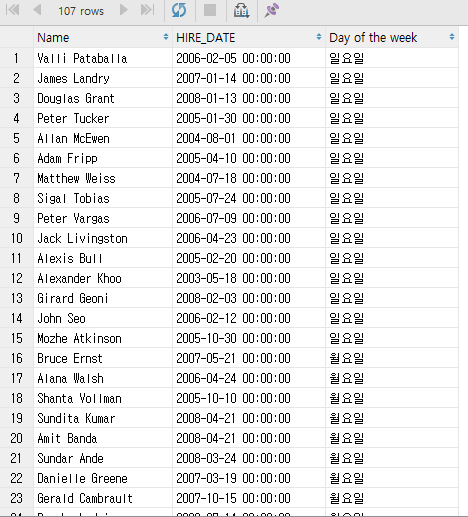 107 rows
Name HIRE_DATE Day of the week
1 Valli Pataballa 2006-02-05 00:00:00 일요일
2 James Landry 2007-01-14 00:00:00 일요일
3 Douglas Grant 2008-01-13 00:00:00 일요일
4 Peter Tucker 2005-01-30 00:00:00 일요일
5 Allan McEwen 2004-08-01 00:00:00 일요일
6 Adam Fripp 2005-04-10 00:00:00 일요일
7 Matthew Weiss 2004-07-18 00:00:00 일요일
8 Sigal Tobias 2005-07-24 00:00:00 일요일
9 Peter Vargas 2006-07-09 00:00:00 일요일
10 Jack Livingston 2006-04-23 00:00:00 일요일
11 Alexis Bull 2005-02-20 00:00:00 일요일
12 Alexander Khoo 2003-05-18 00:00:00 일요일
13 Girard Geoni 2008-02-03 00:00:00 일요일
14 John Seo 2006-02-12 00:00:00 일요일
15 Mozhe Atkinson 2005-10-30 00:00:00 일요일
16 Bruce Ernst 2007-05-21 00:00:00 월요일
17 Alana Walsh 2006-04-24 00:00:00 월요일
18 Shanta Vollman 2005-10-10 00:00:00 월요일
19 Sundita Kumar 2008-04-21 00:00:00 월요일
20 Amit Banda 2008-04-21 00:00:00 월요일
21 Sundar Ande 2008-03-24 00:00:00 월요일
22 Danielle Greene 2007-03-19 00:00:00 월요일
23 Gerald Cambrault 2007-10-15 00:00:00 월요일